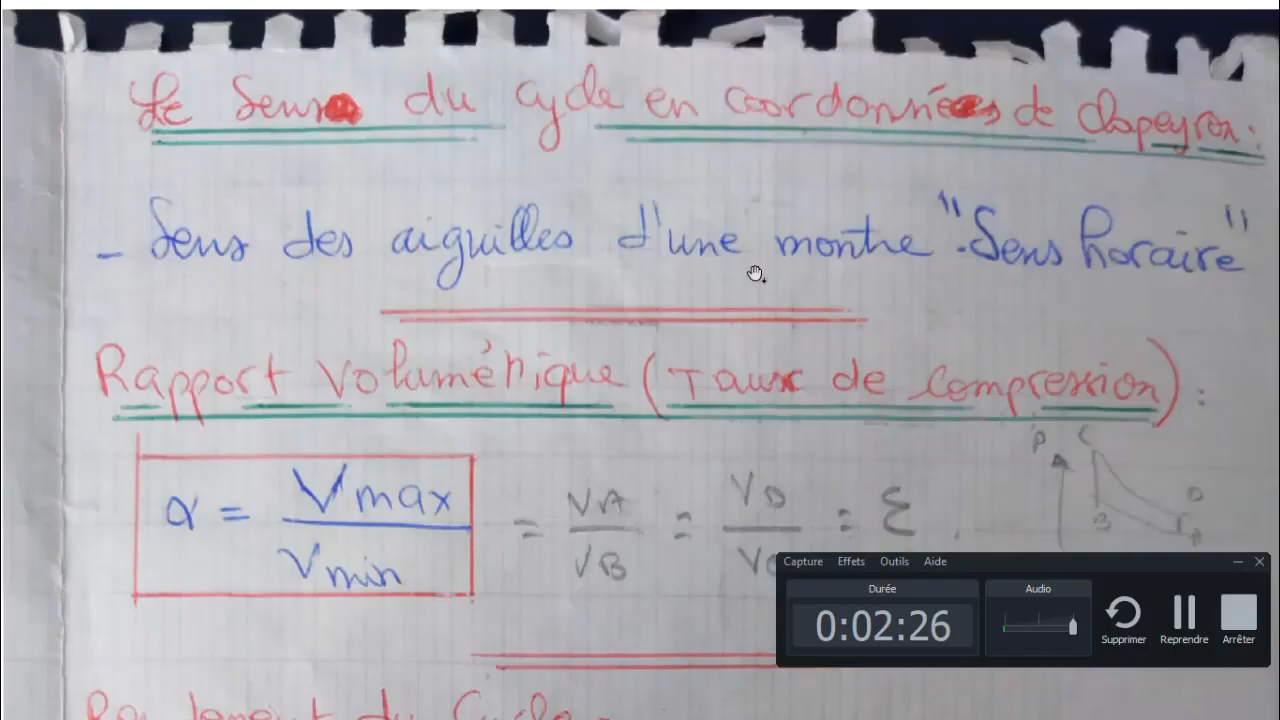 Le Sens du Cycle en coordonnées de Clapeyron :
- Sens des aiguilles d'une montre " Sens horaire "
Rapport Volumétrique ( Taux de compression ) :
α = Vmax / Vmin = VA / VB = VD / VC = ε
P C
B D A
Capture Effets Outils Aide
Durée Audio
0:02:26
Supprimer Reprendre Arrêter
du Cycle